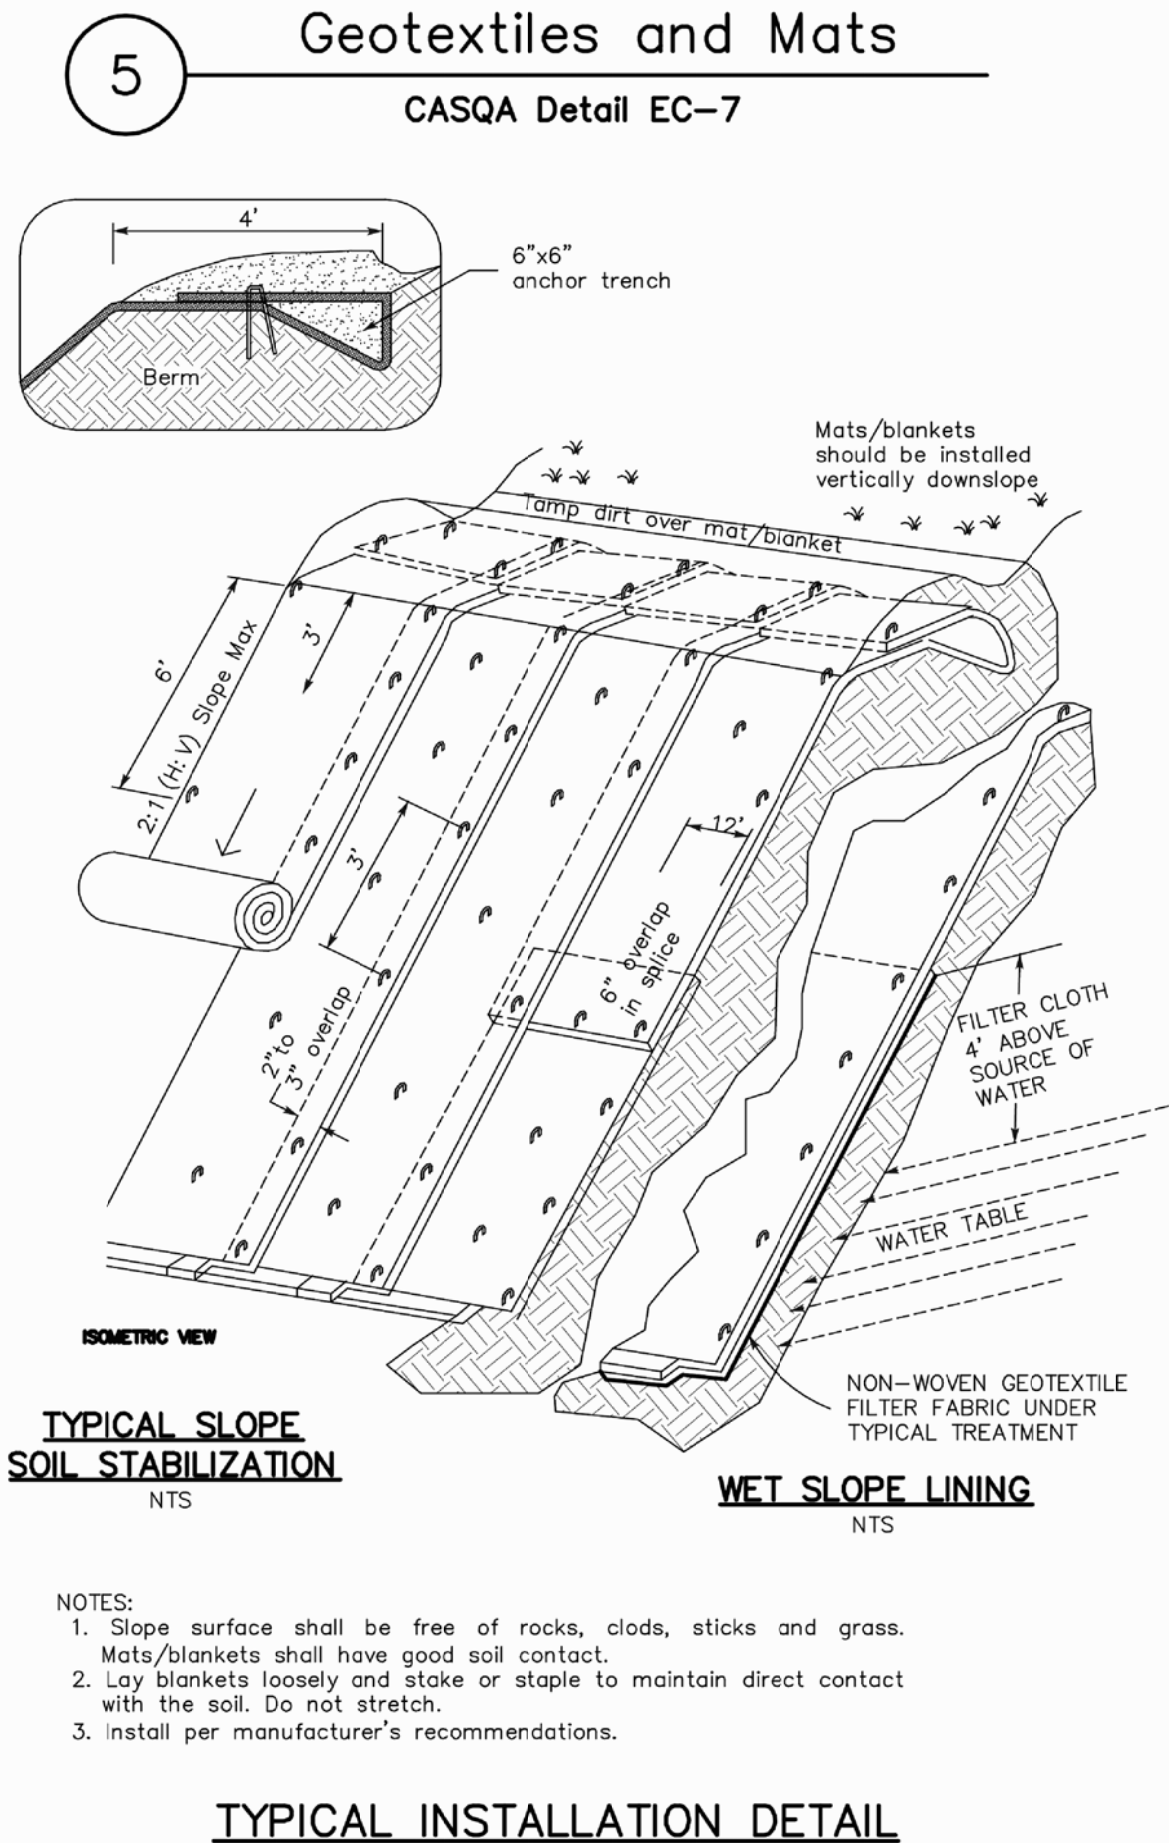 5
Geotextiles and Mats
CASQA Detail EC-7
4'
6"x6"
anchor trench
Berm
Mats/blankets
should be installed
vertically downslope
Tamp dirt over mat/blanket
3'
6'
2:1 (H:V) Slope Max
12'
3'
6" overlap
in splice
2" to
3" overlap
FILTER CLOTH
4' ABOVE
SOURCE OF
WATER
WATER TABLE
ISOMETRIC VIEW
NON-WOVEN GEOTEXTILE
FILTER FABRIC UNDER
TYPICAL TREATMENT
TYPICAL SLOPE
SOIL STABILIZATION
NTS
WET SLOPE LINING
NTS
NOTES:
1. Slope surface shall be free of rocks, clods, sticks and grass.
Mats/blankets shall have good soil contact.
2. Lay blankets loosely and stake or staple to maintain direct contact
with the soil. Do not stretch.
3. Install per manufacturer's recommendations.
TYPICAL INSTALLATION DETAIL